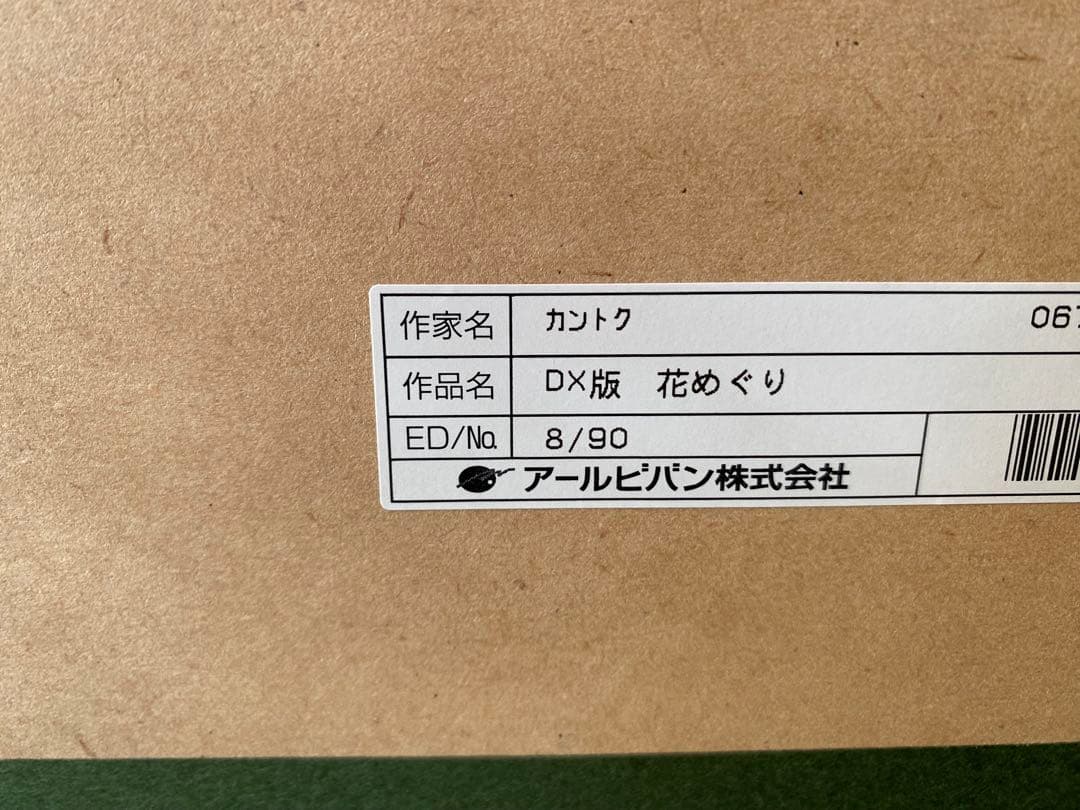 作家名 カントク 067
作品名 DX版 花めぐり
ED/No. 8/90
アールビバン株式会社